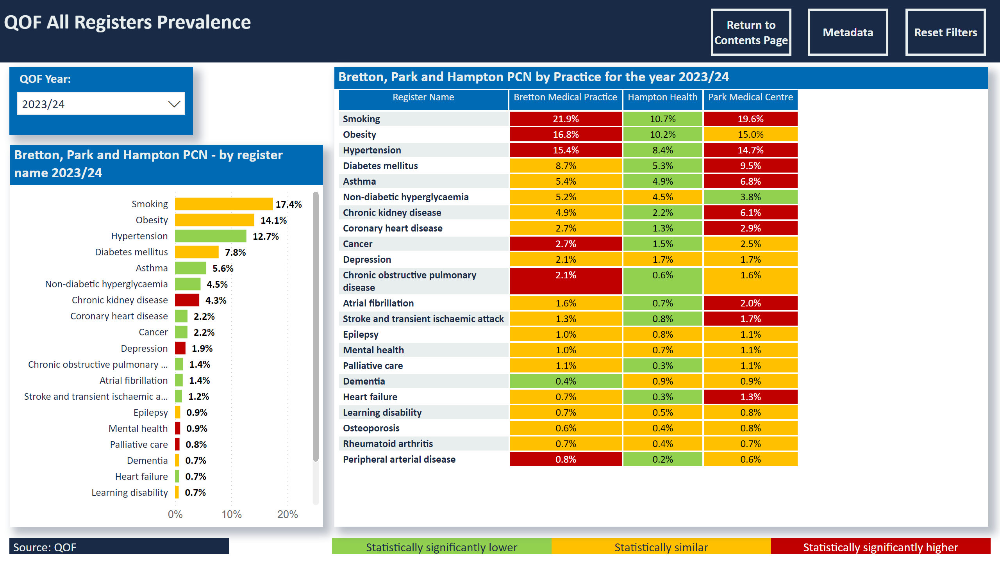 QOF All Registers Prevalence
Return to
Contents Page
Metadata
Reset Filters
QOF Year:
2023/24
Bretton, Park and Hampton PCN - by register
name 2023/24
Smoking 17.4%
Obesity 14.1%
Hypertension 12.7%
Diabetes mellitus 7.8%
Asthma 5.6%
Non-diabetic hyperglycaemia 4.5%
Chronic kidney disease 4.3%
Coronary heart disease 2.2%
Cancer 2.2%
Depression 1.9%
Chronic obstructive pulmonary ... 1.4%
Atrial fibrillation 1.4%
Stroke and transient ischaemic a... 1.2%
Epilepsy 0.9%
Mental health 0.9%
Palliative care 0.8%
Dementia 0.7%
Heart failure 0.7%
Learning disability 0.7%
0% 10% 20%
Bretton, Park and Hampton PCN by Practice for the year 2023/24
Register Name Bretton Medical Practice Hampton Health Park Medical Centre
Smoking 21.9% 10.7% 19.6%
Obesity 16.8% 10.2% 15.0%
Hypertension 15.4% 8.4% 14.7%
Diabetes mellitus 8.7% 5.3% 9.5%
Asthma 5.4% 4.9% 6.8%
Non-diabetic hyperglycaemia 5.2% 4.5% 3.8%
Chronic kidney disease 4.9% 2.2% 6.1%
Coronary heart disease 2.7% 1.3% 2.9%
Cancer 2.7% 1.5% 2.5%
Depression 2.1% 1.7% 1.7%
Chronic obstructive pulmonary 2.1% 0.6% 1.6%
disease
Atrial fibrillation 1.6% 0.7% 2.0%
Stroke and transient ischaemic attack 1.3% 0.8% 1.7%
Epilepsy 1.0% 0.8% 1.1%
Mental health 1.0% 0.7% 1.1%
Palliative care 1.1% 0.3% 1.1%
Dementia 0.4% 0.9% 0.9%
Heart failure 0.7% 0.3% 1.3%
Learning disability 0.7% 0.5% 0.8%
Osteoporosis 0.6% 0.4% 0.8%
Rheumatoid arthritis 0.7% 0.4% 0.7%
Peripheral arterial disease 0.8% 0.2% 0.6%
Source: QOF
Statistically significantly lower
Statistically similar
Statistically significantly higher